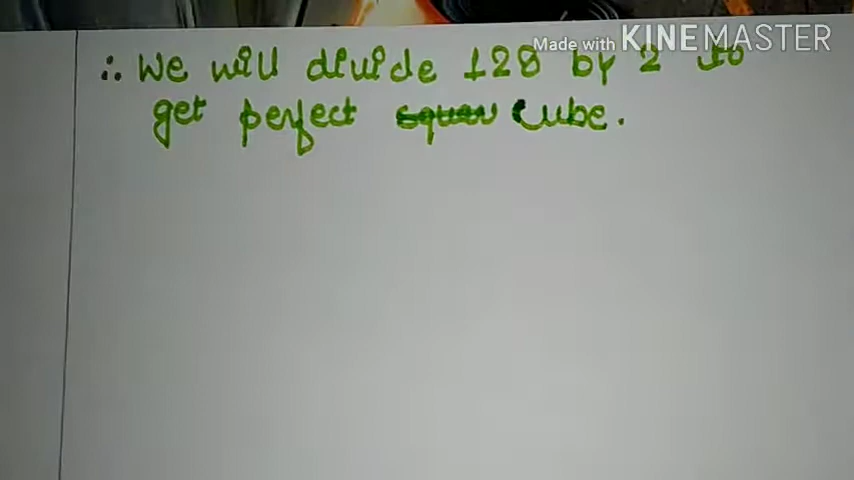 Made with KINEMASTER
∴ We will divide 128 by 2 to
get perfect cube.